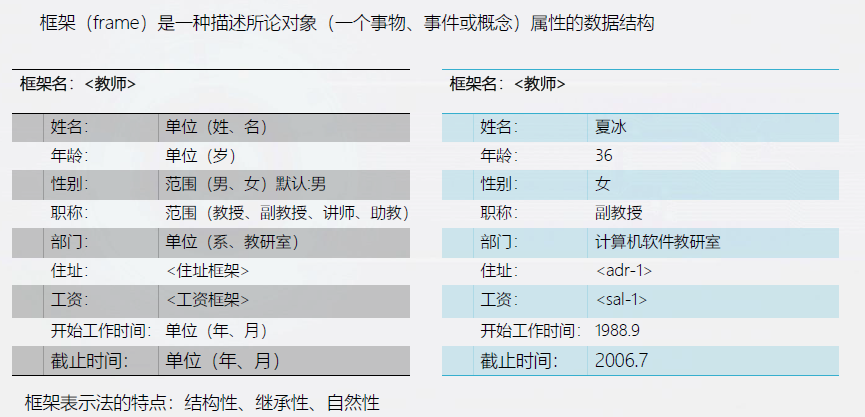 框架（frame）是一种描述所论对象（一个事物、事件或概念）属性的数据结构
框架名：<教师>
姓名： 单位（姓、名）
年龄： 单位（岁）
性别： 范围（男、女）默认:男
职称： 范围（教授、副教授、讲师、助教）
部门： 单位（系、教研室）
住址： <住址框架>
工资： <工资框架>
开始工作时间： 单位（年、月）
截止时间： 单位（年、月）
框架名：<教师>
姓名： 夏冰
年龄： 36
性别： 女
职称： 副教授
部门： 计算机软件教研室
住址： <adr-1>
工资： <sal-1>
开始工作时间： 1988.9
截止时间： 2006.7
框架表示法的特点：结构性、继承性、自然性